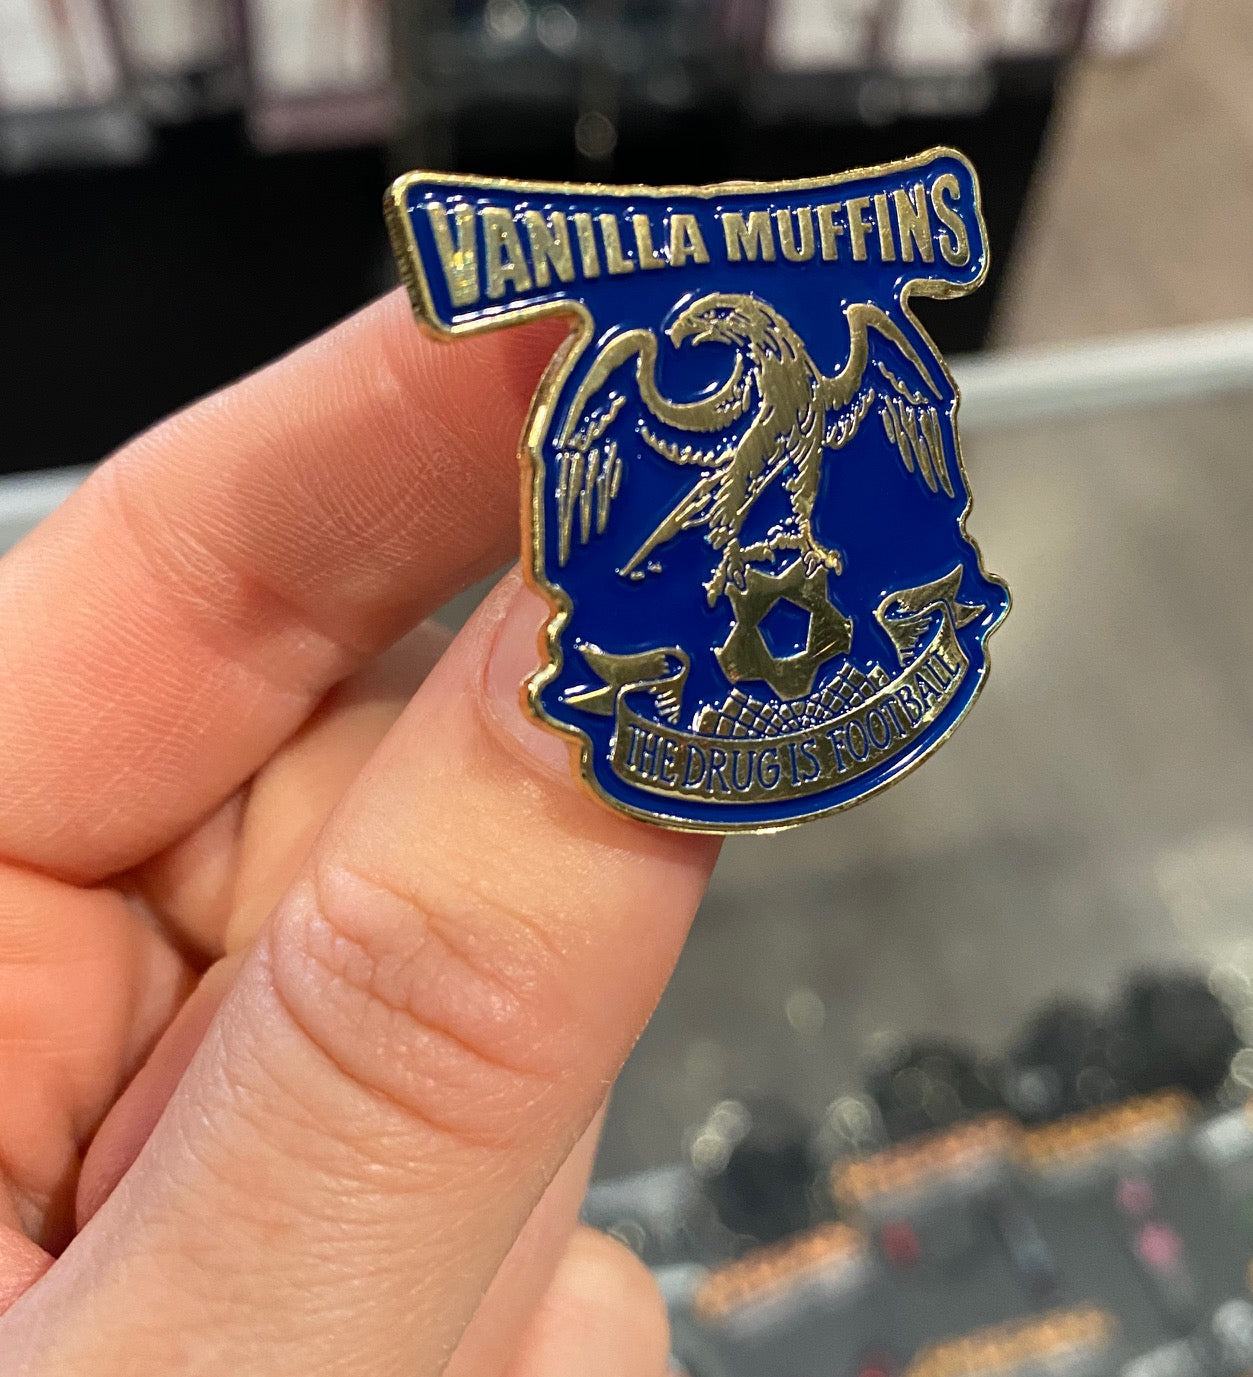 VANILLA MUFFINS
THE DRUG IS FOOTBALL